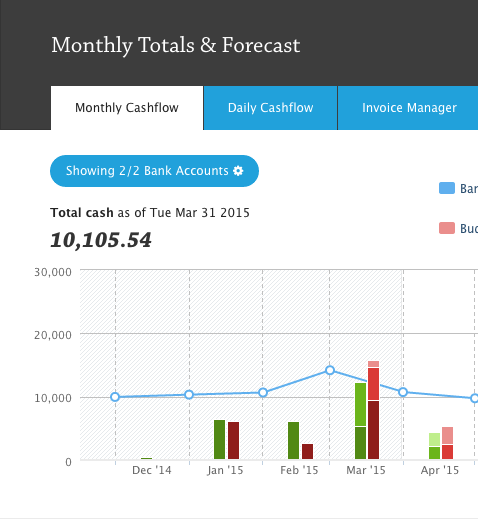 Monthly Totals & Forecast
Monthly Cashflow
Daily Cashflow
Invoice Manager
Showing 2/2 Bank Accounts
Total cash as of Tue Mar 31 2015
10,105.54
30,000
20,000
10,000
0
Dec '14
Jan '15
Feb '15
Mar '15
Apr '15